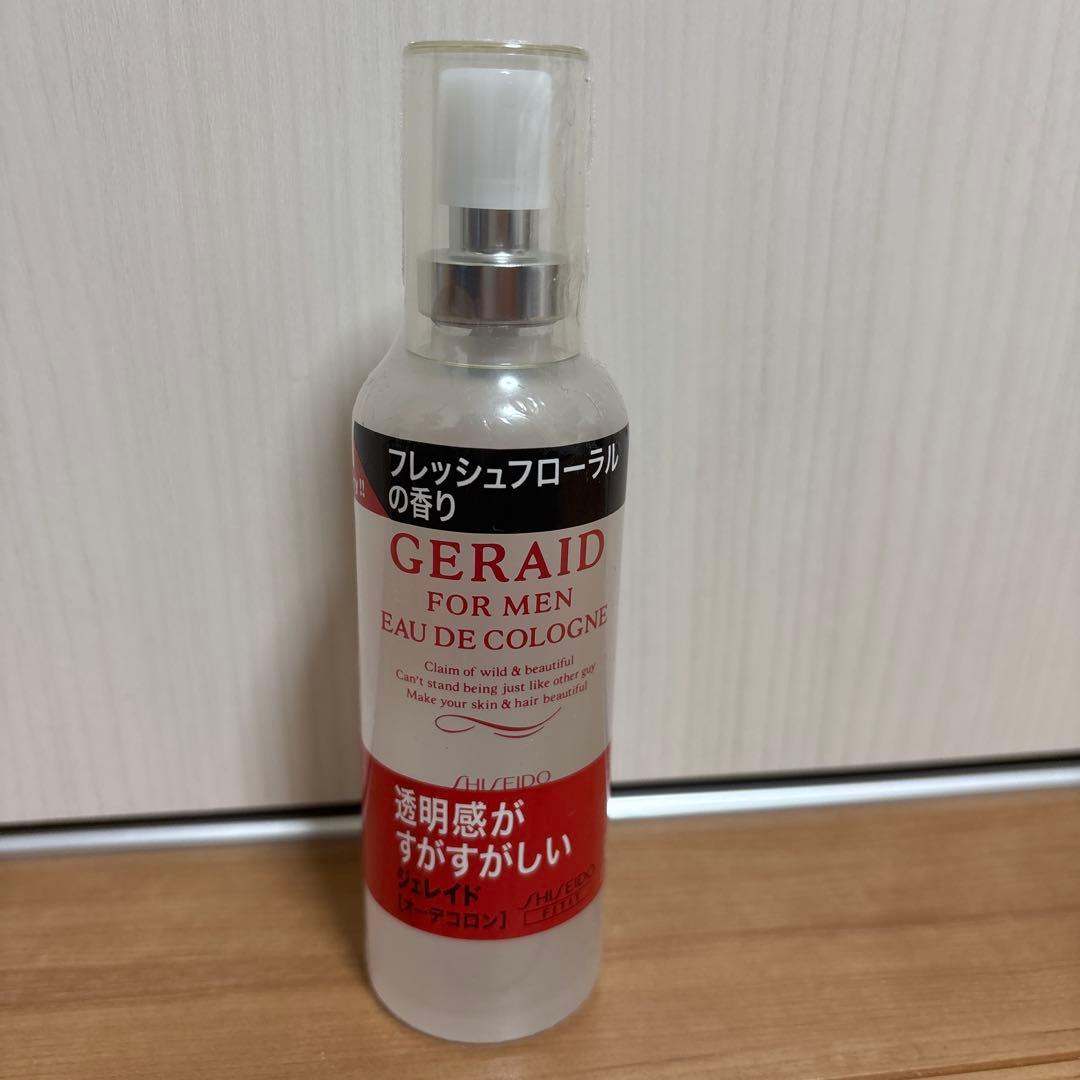 フレッシュフローラル
の香り
GERAID
FOR MEN
EAU DE COLOGNE
Claim of wild & beautiful
Can't stand being just like other guy
Make your skin & hair beautiful
SHISEIDO
透明感が
すがすがしい
ジェレイド
[オーデコロン]
SHISEIDO
FITIT